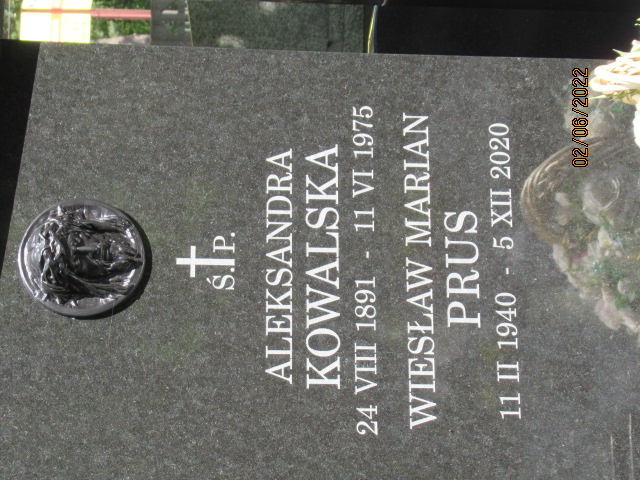 Ś.†P.
ALEKSANDRA
KOWALSKA
24 VIII 1891 - 11 VI 1975
WIESŁAW MARIAN
PRUS
11 II 1940 - 5 XII 2020
02/06/2022